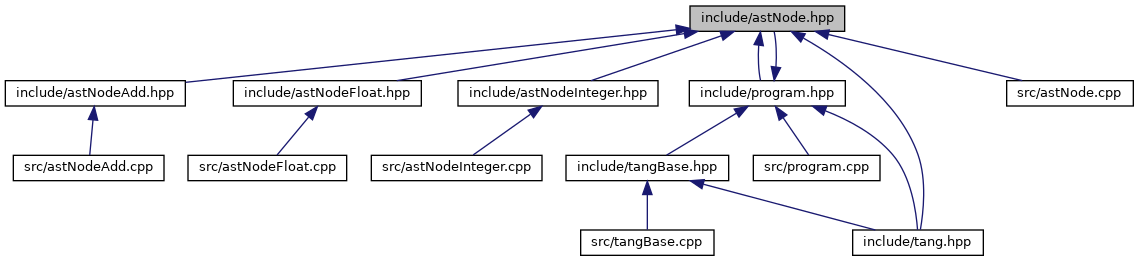 include/astNode.hpp
include/astNodeAdd.hpp
include/astNodeFloat.hpp
include/astNodeInteger.hpp
include/program.hpp
src/astNode.cpp
src/astNodeAdd.cpp
src/astNodeFloat.cpp
src/astNodeInteger.cpp
include/tangBase.hpp
src/program.cpp
src/tangBase.cpp
include/tang.hpp